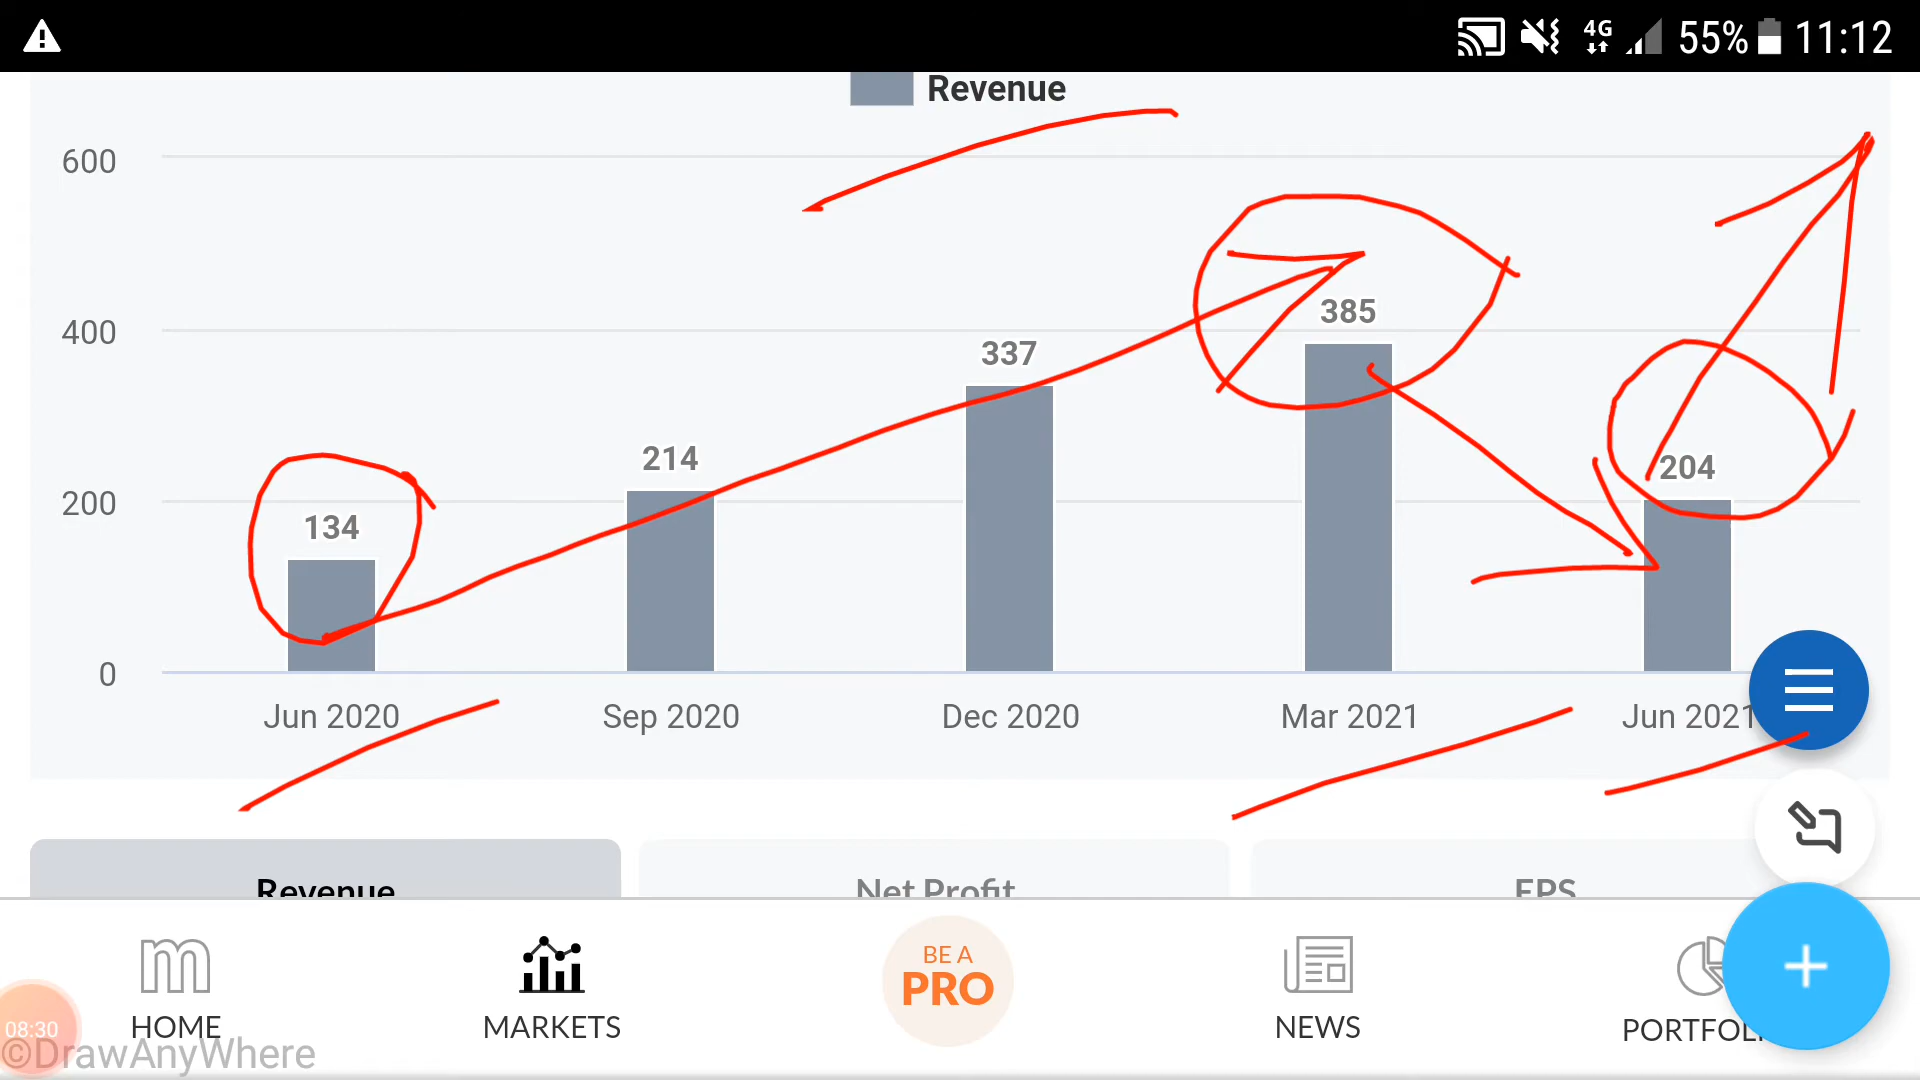 4G 55% 11:12
Revenue
600
400
200
0
134
214
337
385
204
Jun 2020
Sep 2020
Dec 2020
Mar 2021
Jun 2021
Revenue
Net Profit
EPS
HOME
MARKETS
BE A
PRO
NEWS
08:30
©DrawAnyWhere